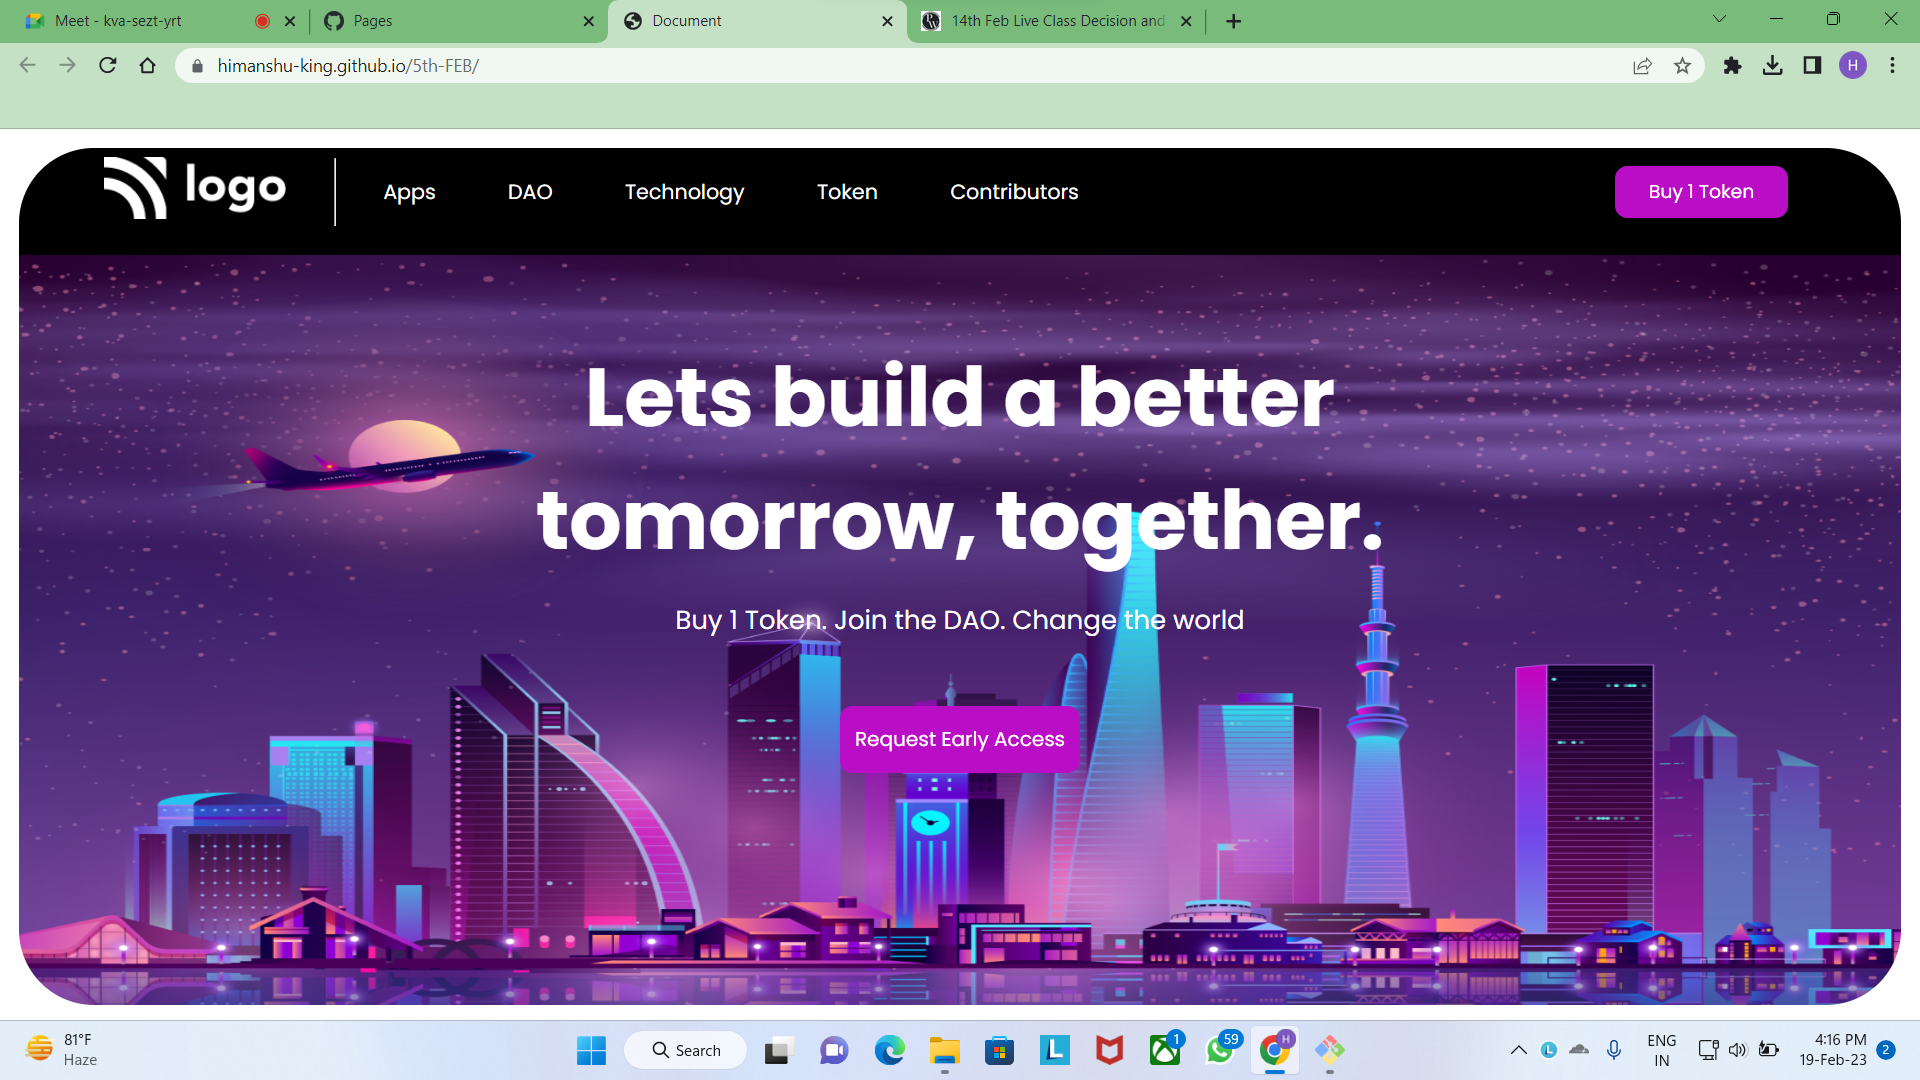 Meet - kva-sezt-yrt
Pages
Document
14th Feb Live Class Decision and
himanshu-king.github.io/5th-FEB/
H
logo
Apps
DAO
Technology
Token
Contributors
Buy 1 Token
Lets build a better
tomorrow, together.
Buy 1 Token. Join the DAO. Change the world
Request Early Access
81°F
Haze
Search
L
1
59
H
L
ENG
IN
4:16 PM
19-Feb-23
2